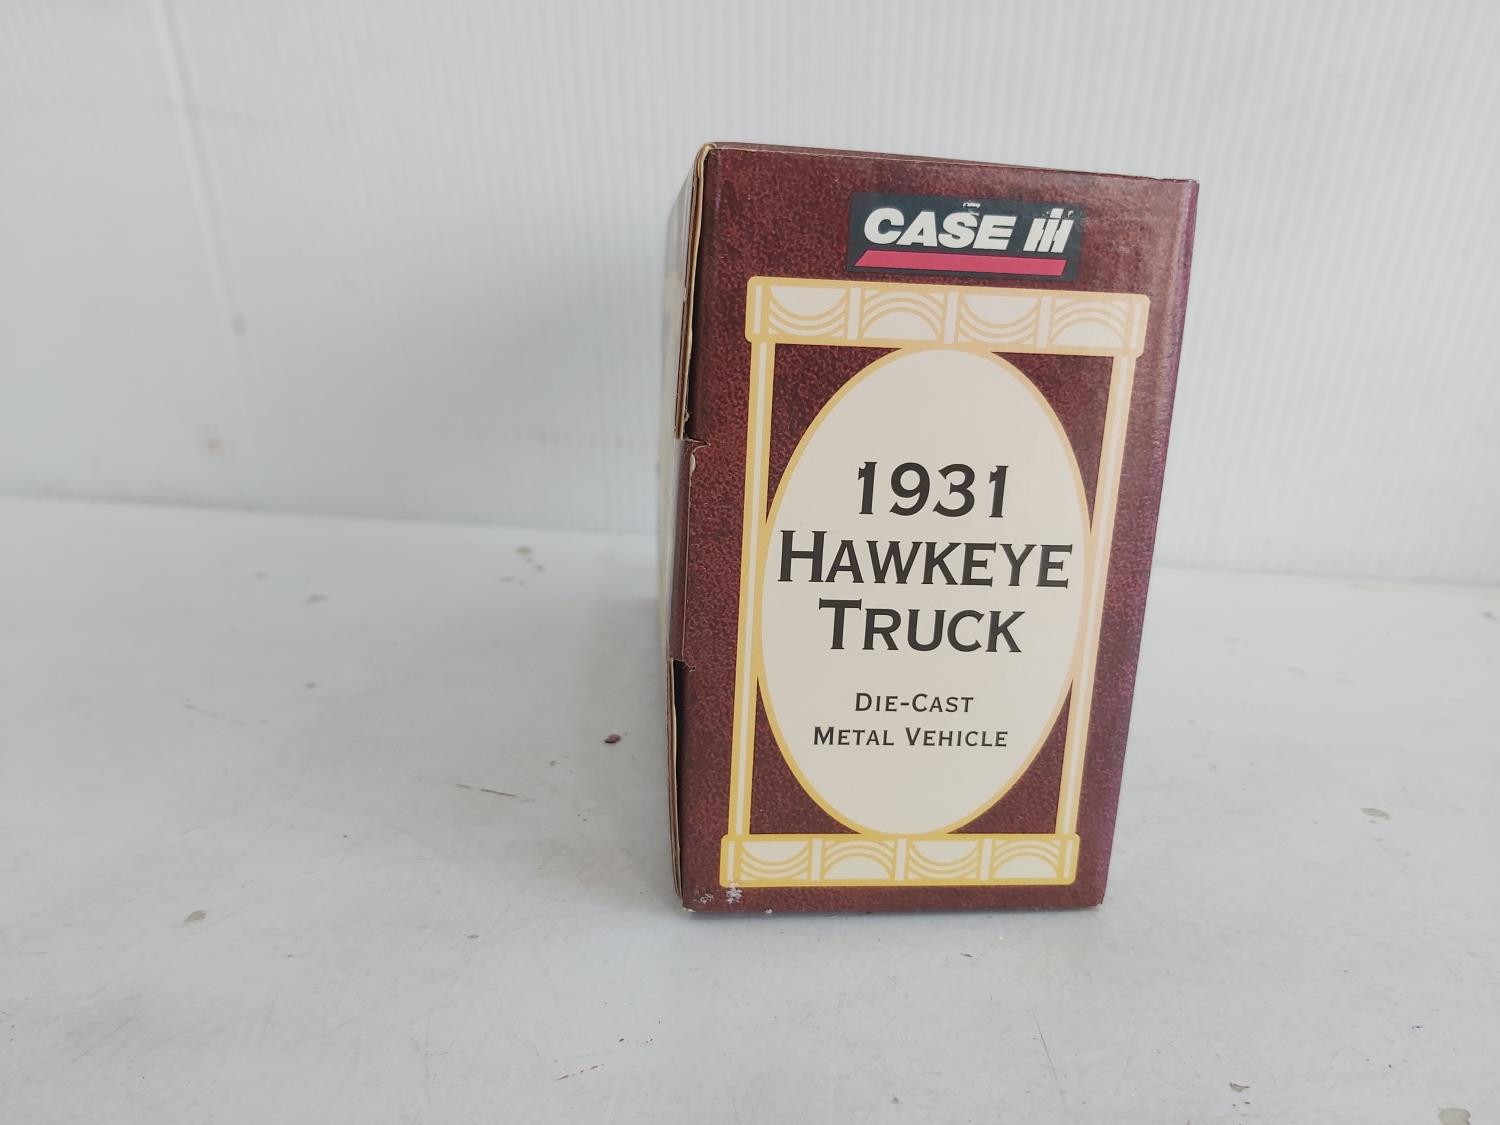 CASE IH
1931
HAWKEYE
TRUCK
DIE-CAST
METAL VEHICLE